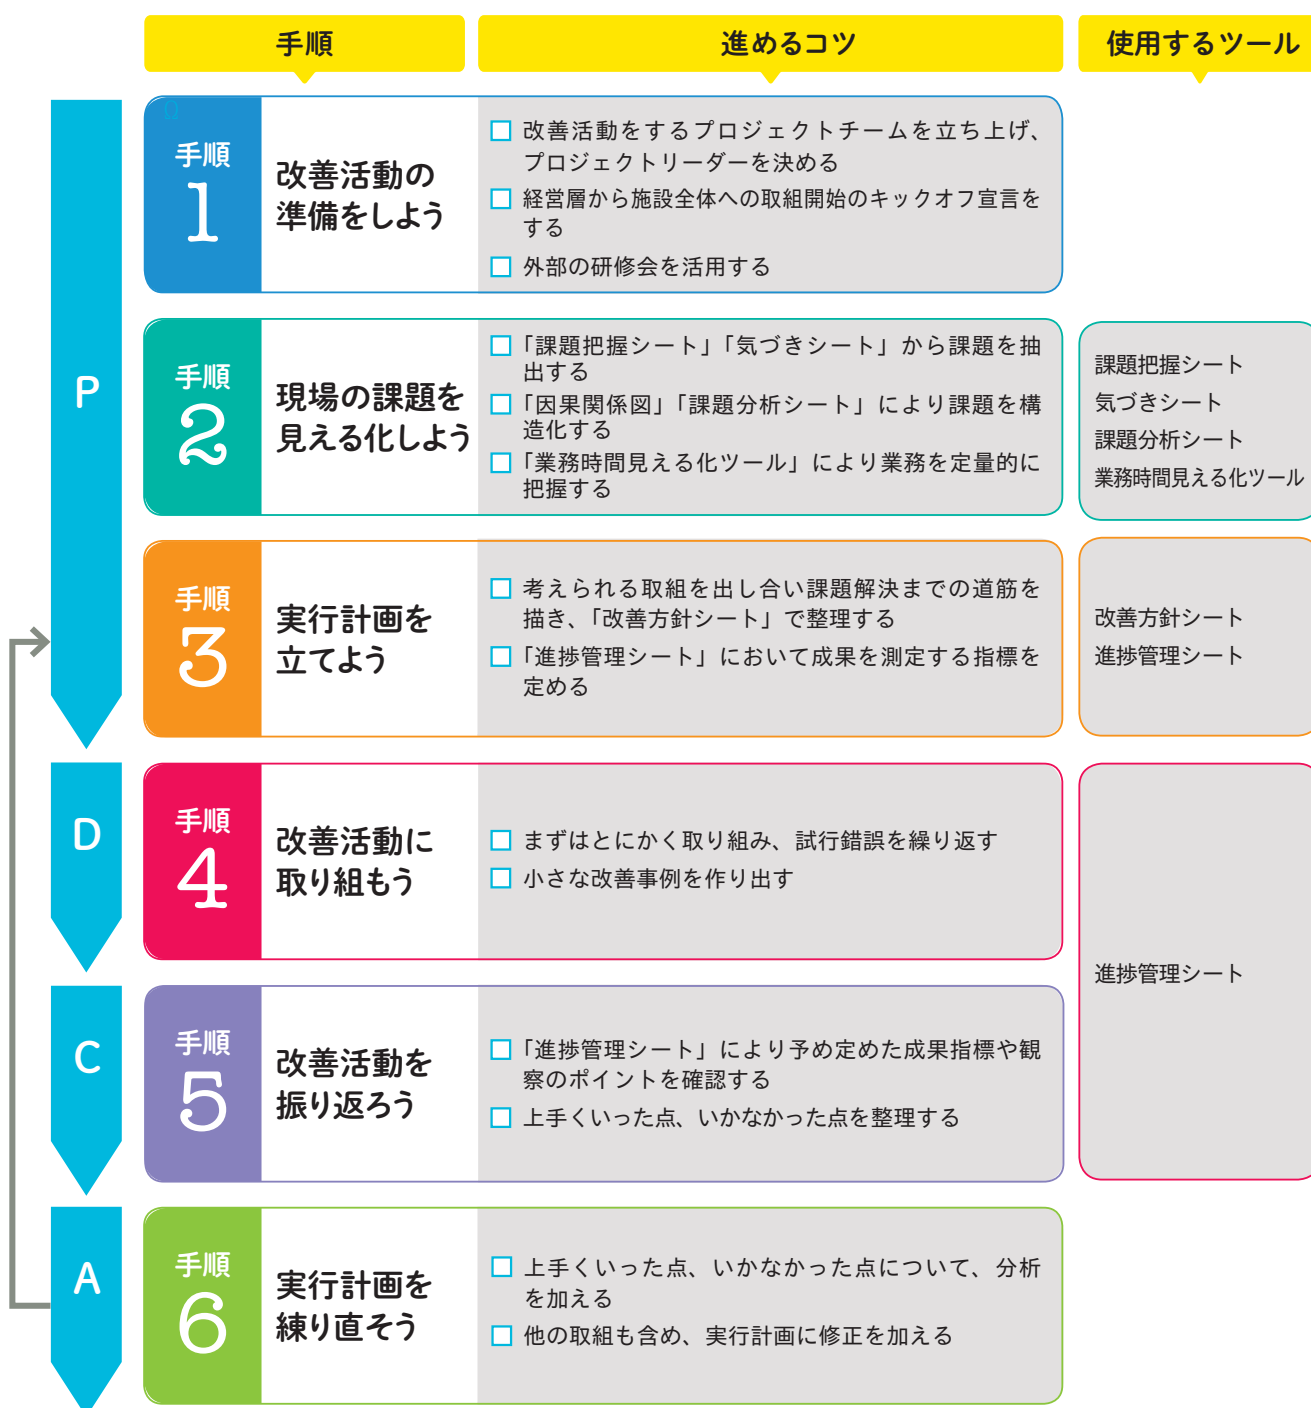 手順
進めるコツ
使用するツール
P
手順
1
改善活動の
準備をしよう
改善活動をするプロジェクトチームを立ち上げ、
プロジェクトリーダーを決める
経営層から施設全体への取組開始のキックオフ宣言を
する
外部の研修会を活用する
手順
2
現場の課題を
見える化しよう
「課題把握シート」「気づきシート」から課題を抽
出する
「因果関係図」「課題分析シート」により課題を構
造化する
「業務時間見える化ツール」により業務を定量的に
把握する
課題把握シート
気づきシート
課題分析シート
業務時間見える化ツール
手順
3
実行計画を
立てよう
考えられる取組を出し合い課題解決までの道筋を
描き、「改善方針シート」で整理する
「進捗管理シート」において成果を測定する指標を
定める
改善方針シート
進捗管理シート
D
手順
4
改善活動に
取り組もう
まずはとにかく取り組み、試行錯誤を繰り返す
小さな改善事例を作り出す
進捗管理シート
C
手順
5
改善活動を
振り返ろう
「進捗管理シート」により予め定めた成果指標や観
察のポイントを確認する
上手くいった点、いかなかった点を整理する
A
手順
6
実行計画を
練り直そう
上手くいった点、いかなかった点について、分析
を加える
他の取組も含め、実行計画に修正を加える